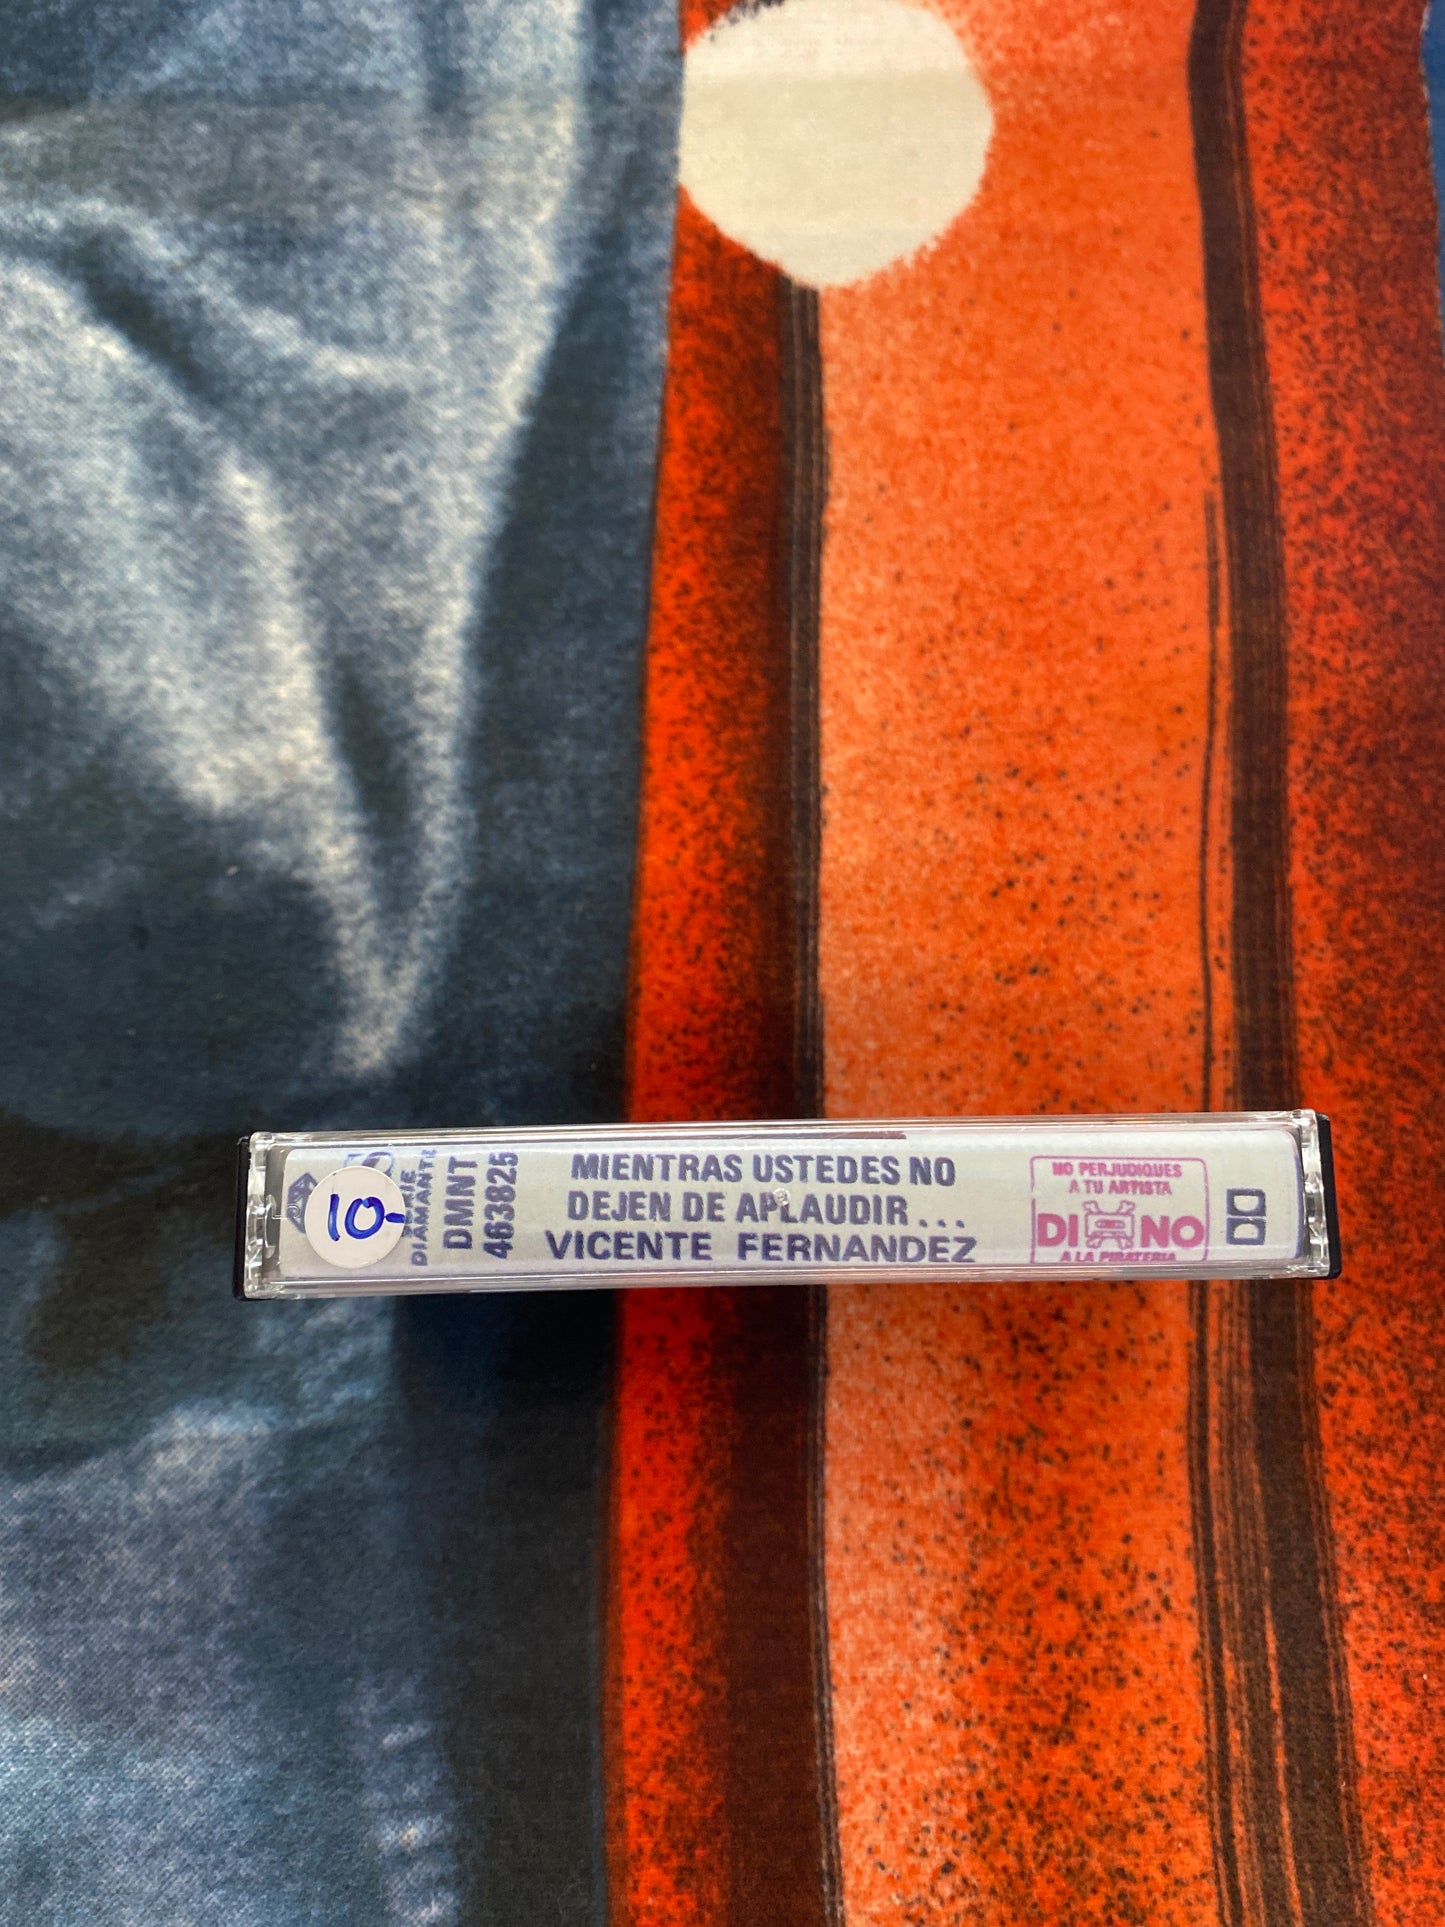 10-
DIAMANTE
DMNT
463825
MIENTRAS USTEDES NO
DEJEN DE APLAUDIR...
VICENTE FERNANDEZ
NO PERJUDIQUES
A TU ARTISTA
DI NO
A LA PIRATERIA